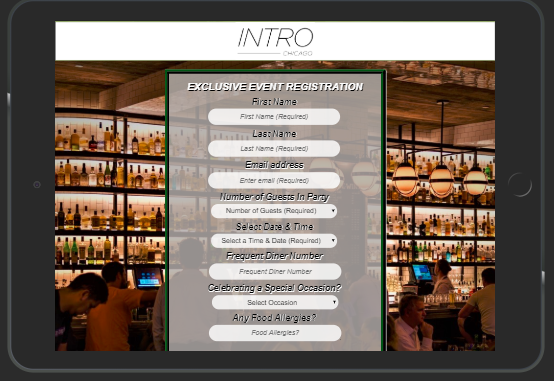 INTRO
CHICAGO
EXCLUSIVE EVENT REGISTRATION
First Name
First Name (Required)
Last Name
Last Name (Required)
Email address
Enter email (Required)
Number of Guests In Party
Number of Guests (Required)
Select Date & Time
Select a Time & Date (Required)
Frequent Diner Number
Frequent Diner Number
Celebrating a Special Occasion?
Select Occasion
Any Food Allergies?
Food Allergies?